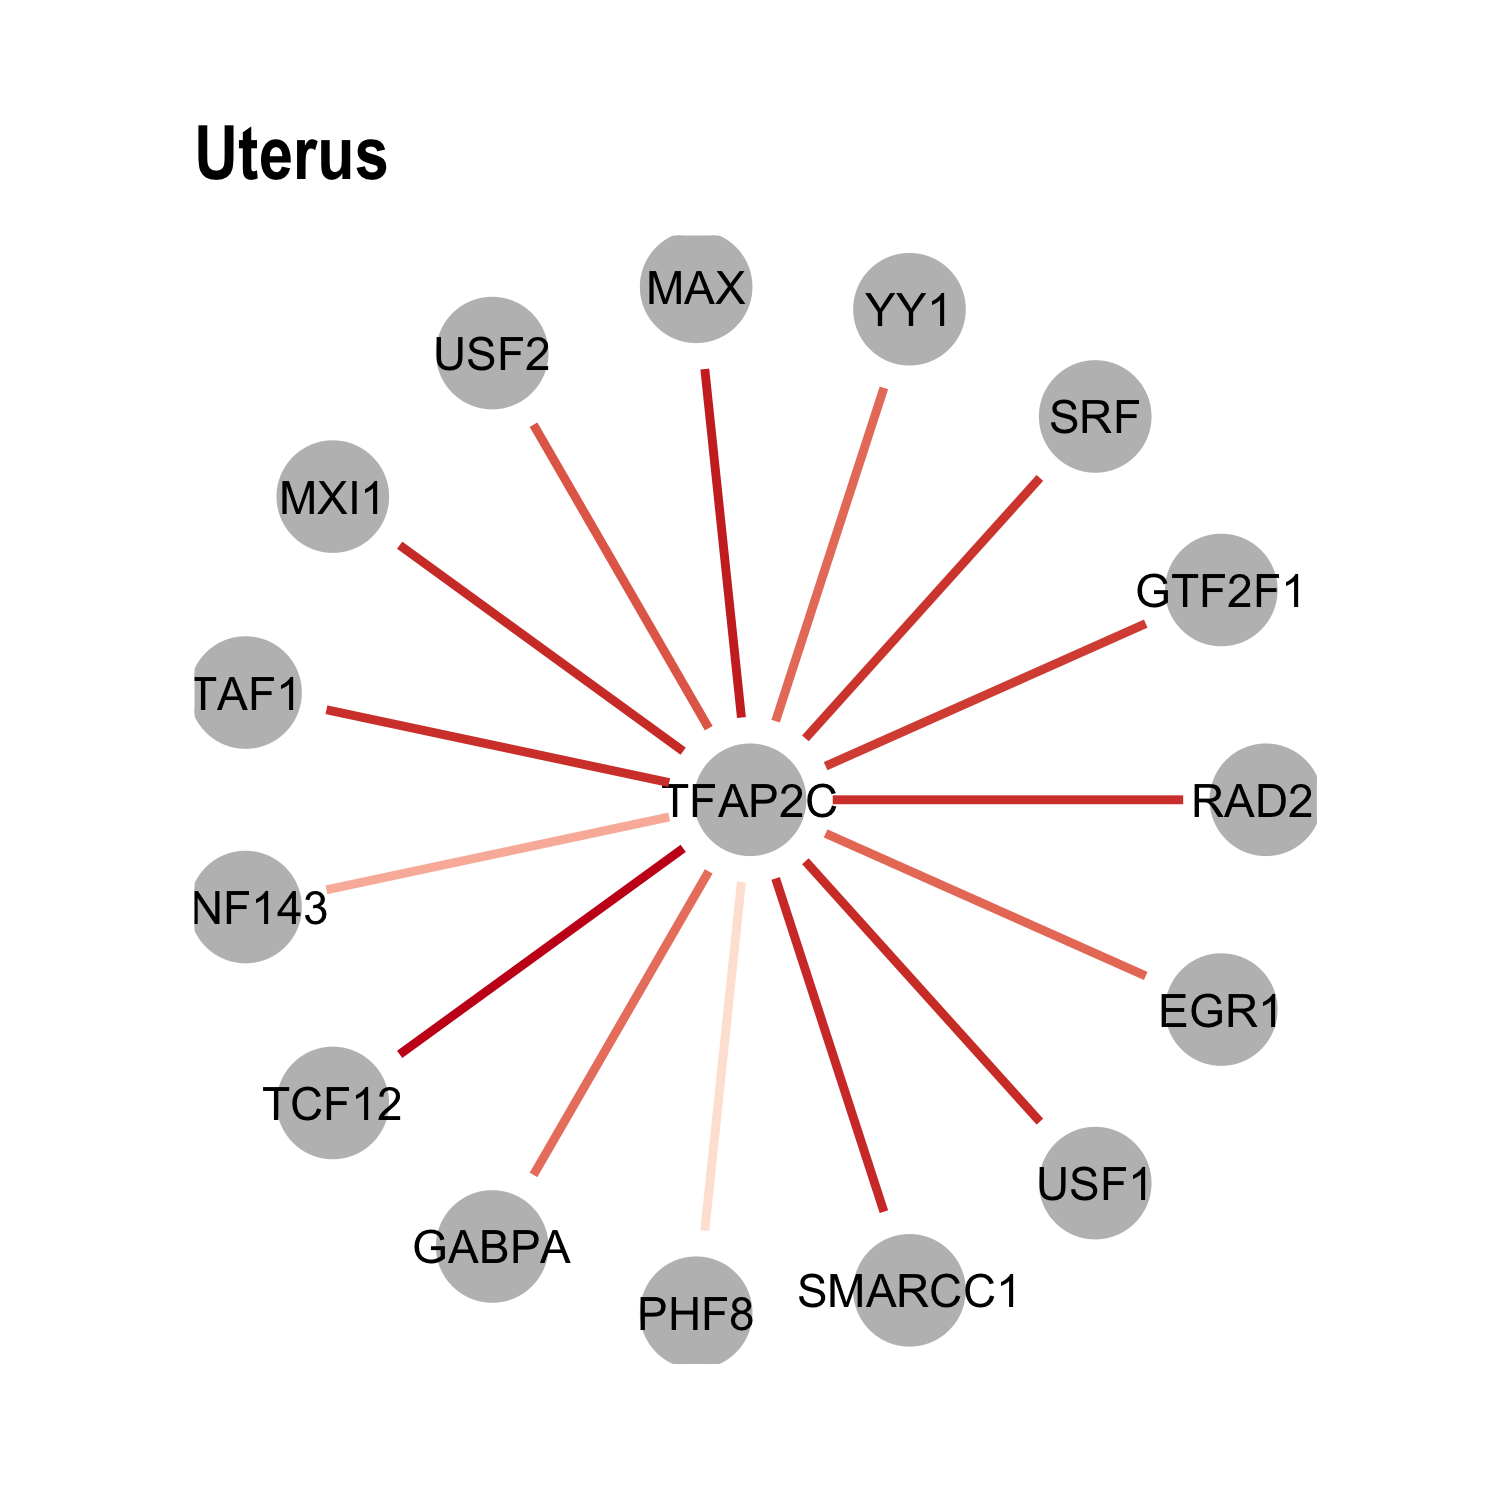 Uterus
MAX
YY1
USF2
SRF
MXI1
GTF2F1
TAF1
TFAP2C
RAD2
NF143
EGR1
TCF12
USF1
GABPA
SMARCC1
PHF8